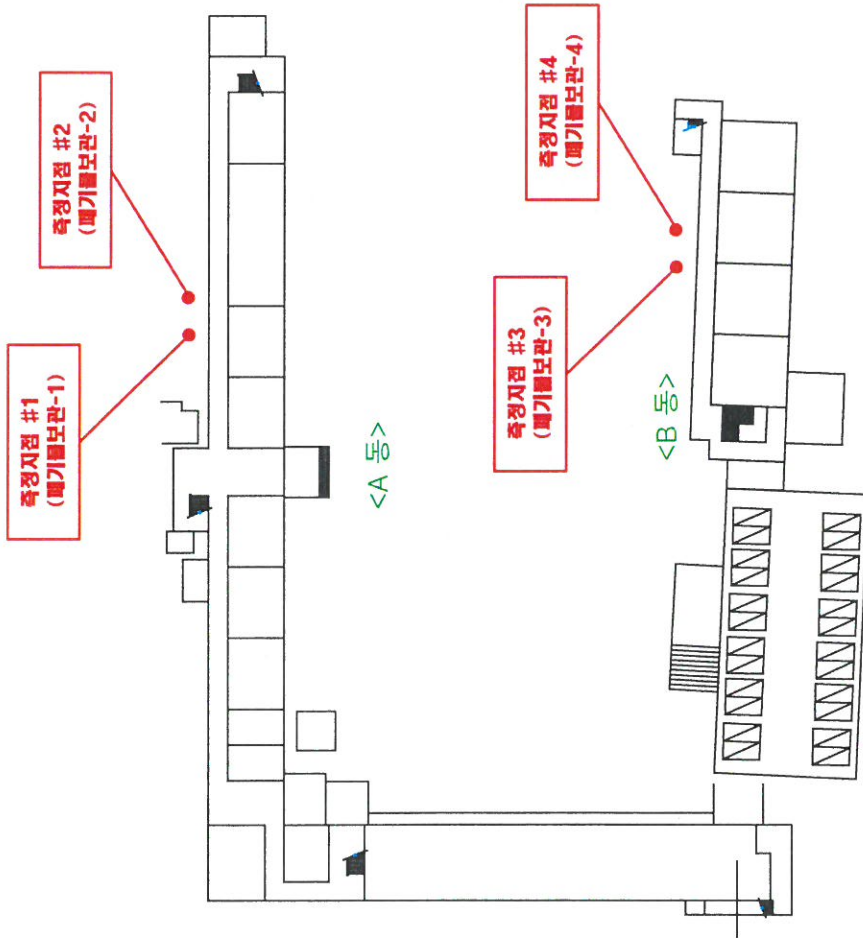 측정지점 #1
(폐기물보관-1)
측정지점 #2
(폐기물보관-2)
측정지점 #3
(폐기물보관-3)
측정지점 #4
(폐기물보관-4)
<A 동>
<B 동>